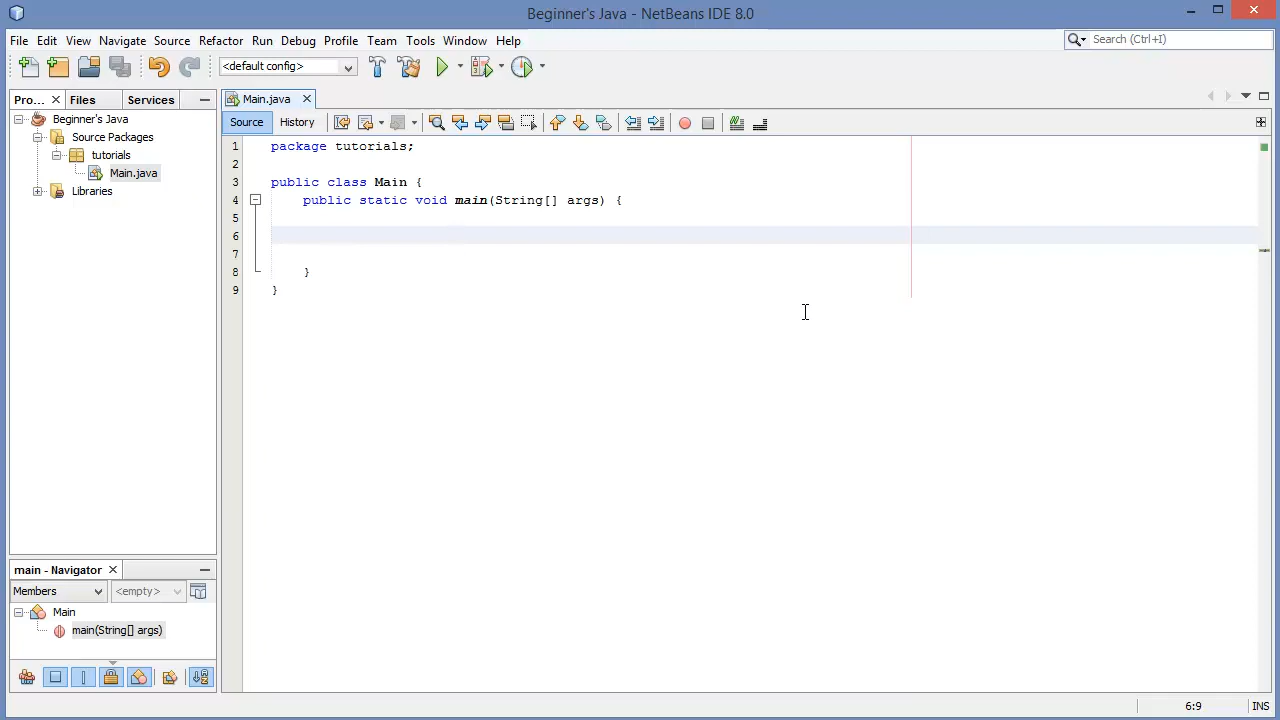 Beginner's Java - NetBeans IDE 8.0
File Edit View Navigate Source Refactor Run Debug Profile Team Tools Window Help
Search (Ctrl+I)
<default config>
Pro... Files Services
Main.java
Beginner's Java
Source Packages
tutorials
Main.java
Libraries
Source History
1 package tutorials;
2
3 public class Main {
4 public static void main(String[] args) {
5
6
7
8 }
9 }
main - Navigator
Members <empty>
Main
main(String[] args)
6:9 INS